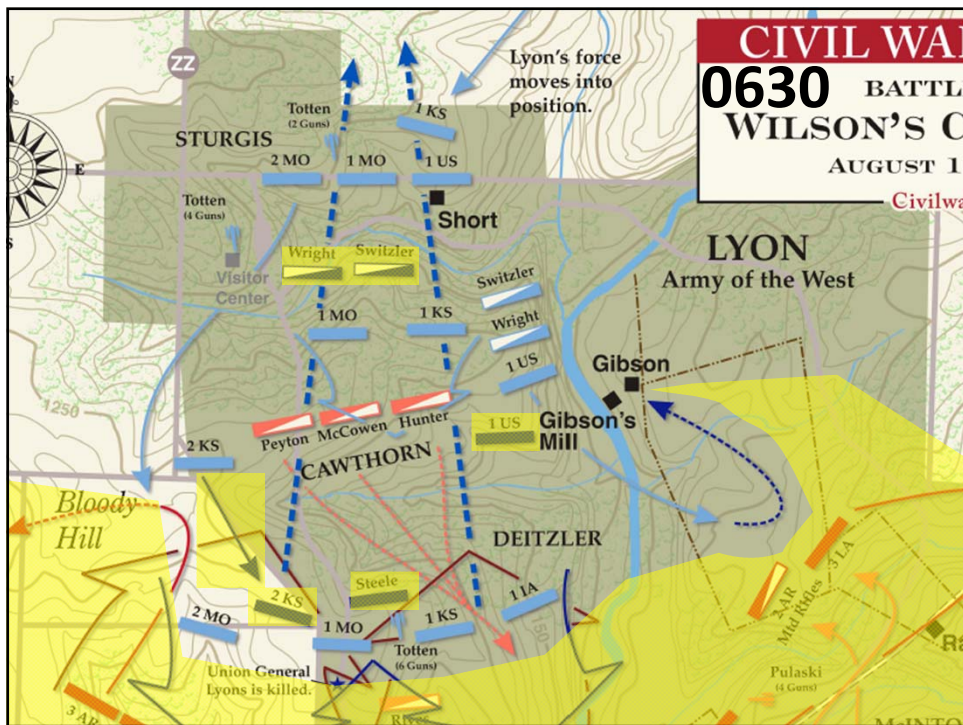 CIVIL WA
0630
BATTL
WILSON'S C
AUGUST 1
Civilwa
ZZ
Lyon's force
moves into
position.
Totten
(2 Guns)
1 KS
STURGIS
2 MO
1 MO
1 US
E
Totten
(4 Guns)
Short
Wright
Switzler
Visitor
Center
LYON
Army of the West
Switzler
1 MO
1 KS
Wright
1 US
Gibson
1250
Peyton
McCowen
Hunter
1 US
Gibson's
Mill
2 KS
CAWTHORN
Bloody
Hill
DEITZLER
3 LA
Steele
2 KS
1 IA
2 AR
Mtd Rifles
2 MO
1 MO
1 KS
Totten
(6 Guns)
Union General
Lyons is killed.
Pulaski
(4 Guns)
3 AR